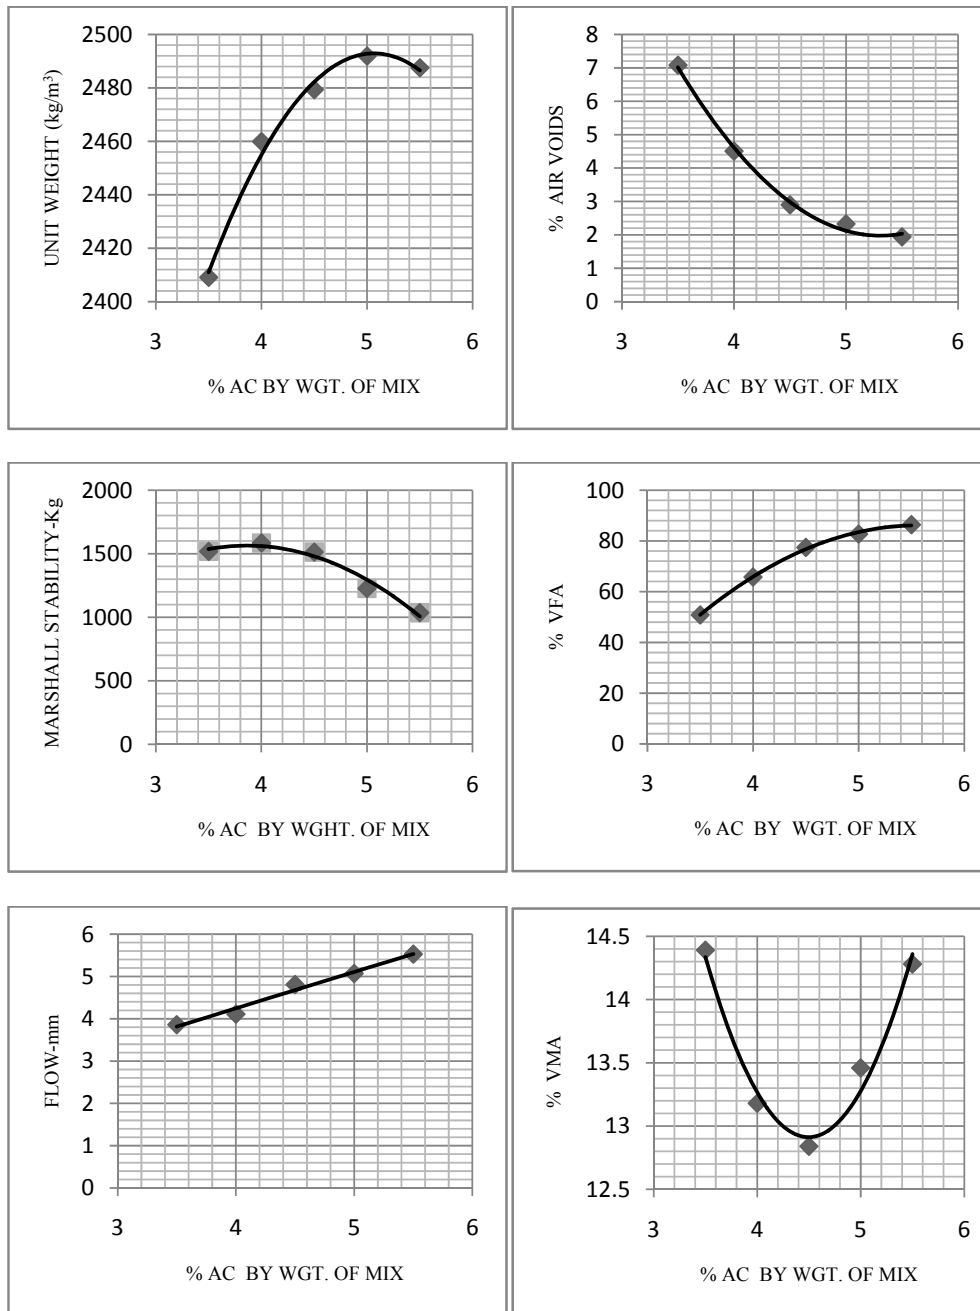 UNIT WEIGHT (kg/m³)
2500
2480
2460
2440
2420
2400
3 4 5 6
% AC BY WGT. OF MIX
% AIR VOIDS
8
7
6
5
4
3
2
1
0
3 4 5 6
% AC BY WGT. OF MIX
MARSHALL STABILITY-Kg
2000
1500
1000
500
0
3 4 5 6
% AC BY WGHT. OF MIX
% VFA
100
80
60
40
20
0
3 4 5 6
% AC BY WGT. OF MIX
FLOW-mm
6
5
4
3
2
1
0
3 4 5 6
% AC BY WGT. OF MIX
% VMA
14.5
14
13.5
13
12.5
3 4 5 6
% AC BY WGT. OF MIX